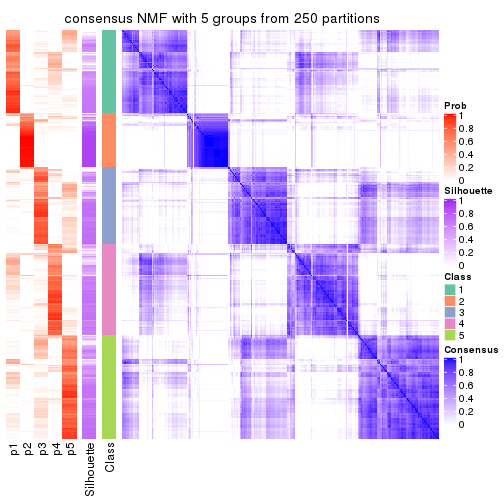 consensus NMF with 5 groups from 250 partitions
Prob
1
0.8
0.6
0.4
0.2
0
Silhouette
1
0.8
0.6
0.4
0.2
0
Class
1
2
3
4
5
Consensus
1
0.8
0.6
0.4
0.2
0
p1
p2
p3
p4
p5
Silhouette
Class